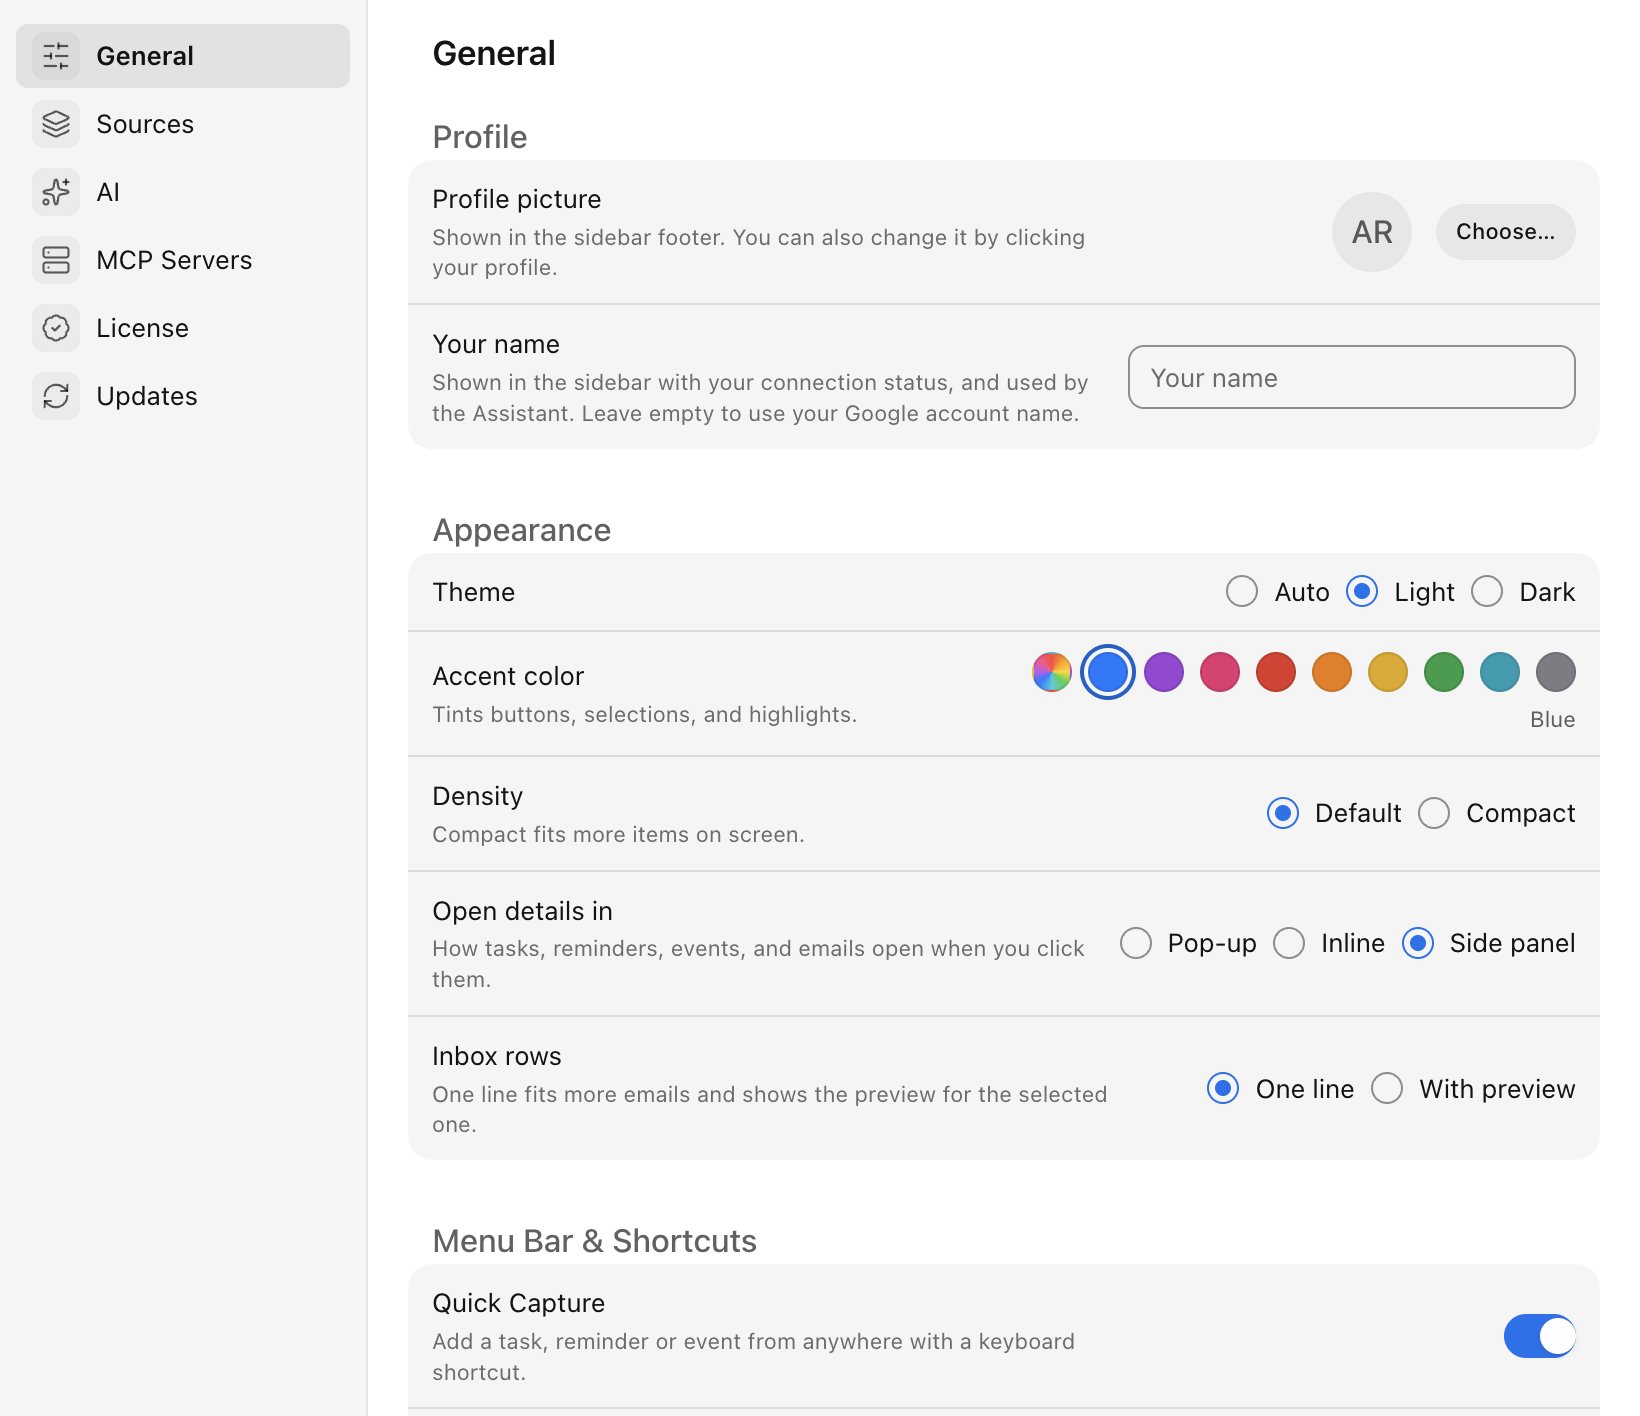 General
Sources
AI
MCP Servers
License
Updates
General
Profile
Profile picture
Shown in the sidebar footer. You can also change it by clicking
your profile.
AR
Choose...
Your name
Shown in the sidebar with your connection status, and used by
the Assistant. Leave empty to use your Google account name.
Your name
Appearance
Theme
Auto Light Dark
Accent color
Tints buttons, selections, and highlights.
Blue
Density
Compact fits more items on screen.
Default Compact
Open details in
How tasks, reminders, events, and emails open when you click
them.
Pop-up Inline Side panel
Inbox rows
One line fits more emails and shows the preview for the selected
one.
One line With preview
Menu Bar & Shortcuts
Quick Capture
Add a task, reminder or event from anywhere with a keyboard
shortcut.